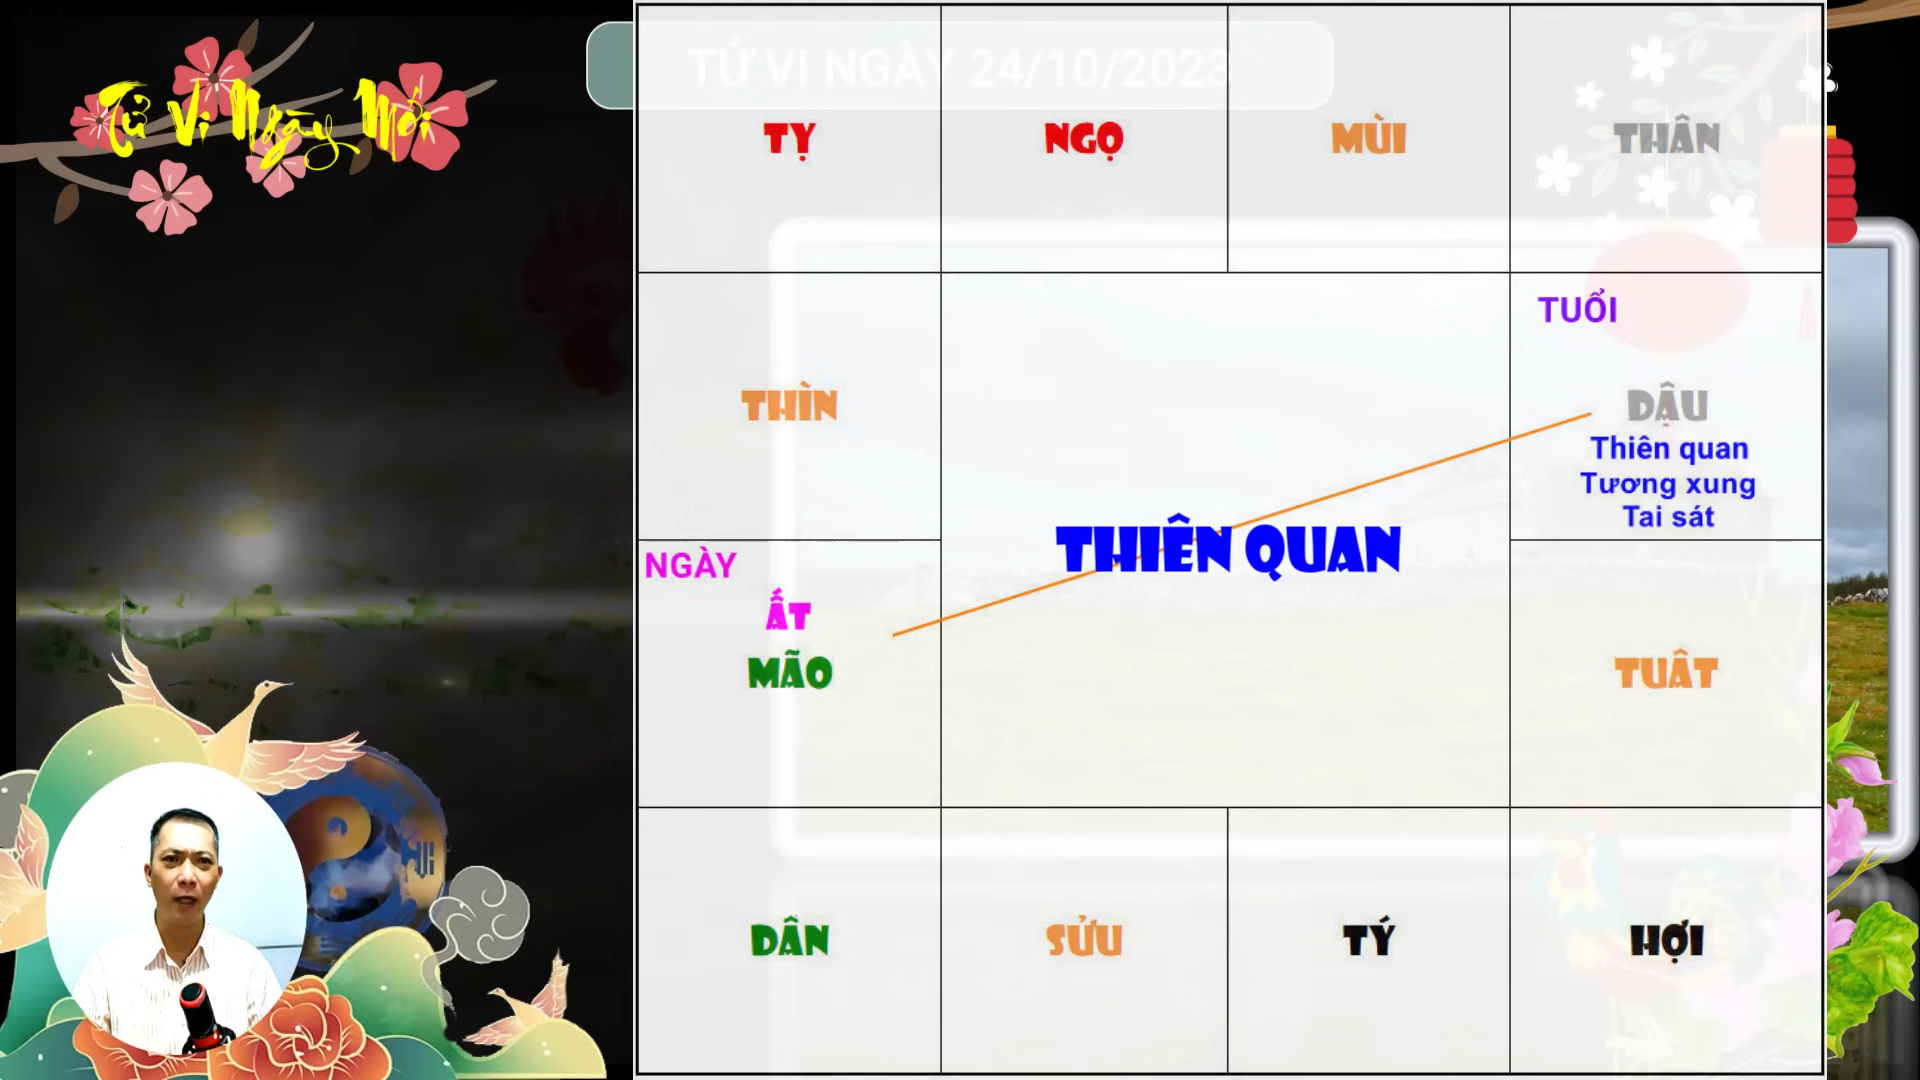 Tử Vi Ngày Mới
TỬ VI NGÀY 24/10/2023
TỴ
NGỌ
MÙI
THÂN
THÌN
TUỔI
DẬU
Thiên quan
Tương xung
Tai sát
THIÊN QUAN
NGÀY
ẤT
MÃO
TUẤT
DẦN
SỬU
TÝ
HỢI